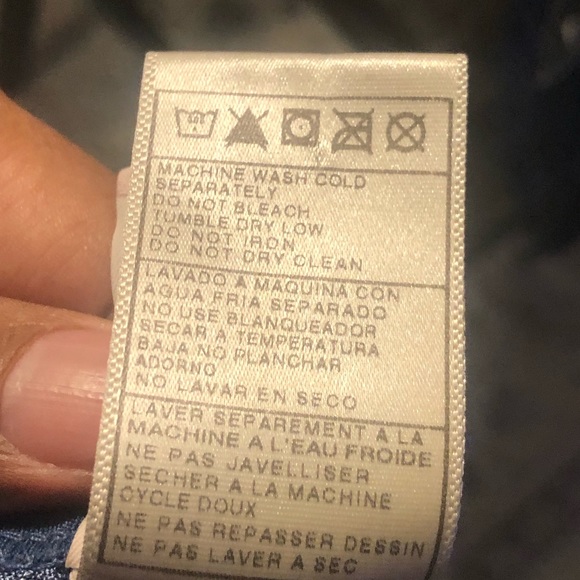 MACHINE WASH COLD
SEPARATELY
DO NOT BLEACH
TUMBLE DRY LOW
DO NOT IRON
DO NOT DRY CLEAN
LAVADO A MAQUINA CON
AGUA FRIA SEPARADO
NO USE BLANQUEADOR
SECAR A TEMPERATURA
BAJA NO PLANCHAR
ADORNO
NO LAVAR EN SECO
LAVER SEPAREMENT A LA
MACHINE A L'EAU FROIDE
NE PAS JAVELLISER
SECHER A LA MACHINE
CYCLE DOUX
NE PAS REPASSER DESSIN
NE PAS LAVER A SEC